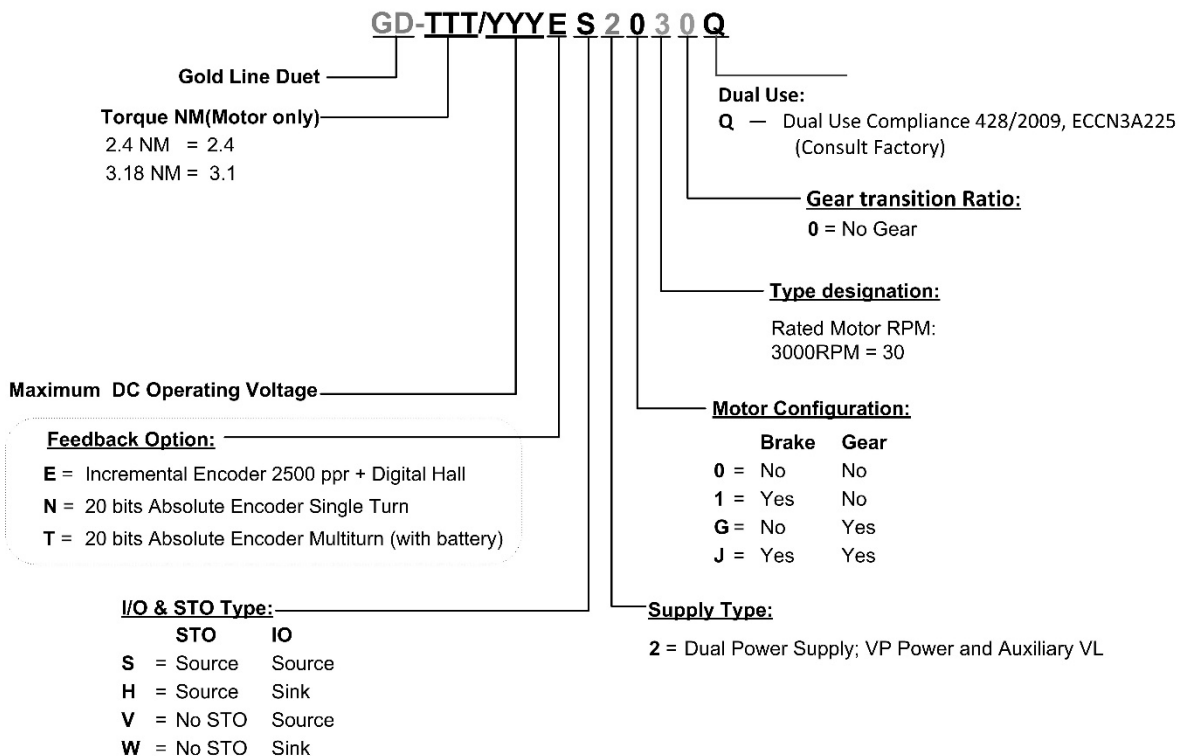 GD-TTT/YYYES2030Q
Gold Line Duet
Torque NM(Motor only)
2.4 NM = 2.4
3.18 NM = 3.1
Dual Use:
Q — Dual Use Compliance 428/2009, ECCN3A225
(Consult Factory)
Gear transition Ratio:
0 = No Gear
Type designation:
Rated Motor RPM:
3000RPM = 30
Maximum DC Operating Voltage
Motor Configuration:
Brake Gear
0 = No No
1 = Yes No
G = No Yes
J = Yes Yes
Feedback Option:
E = Incremental Encoder 2500 ppr + Digital Hall
N = 20 bits Absolute Encoder Single Turn
T = 20 bits Absolute Encoder Multiturn (with battery)
I/O & STO Type:
STO IO
S = Source Source
H = Source Sink
V = No STO Source
W = No STO Sink
Supply Type:
2 = Dual Power Supply; VP Power and Auxiliary VL